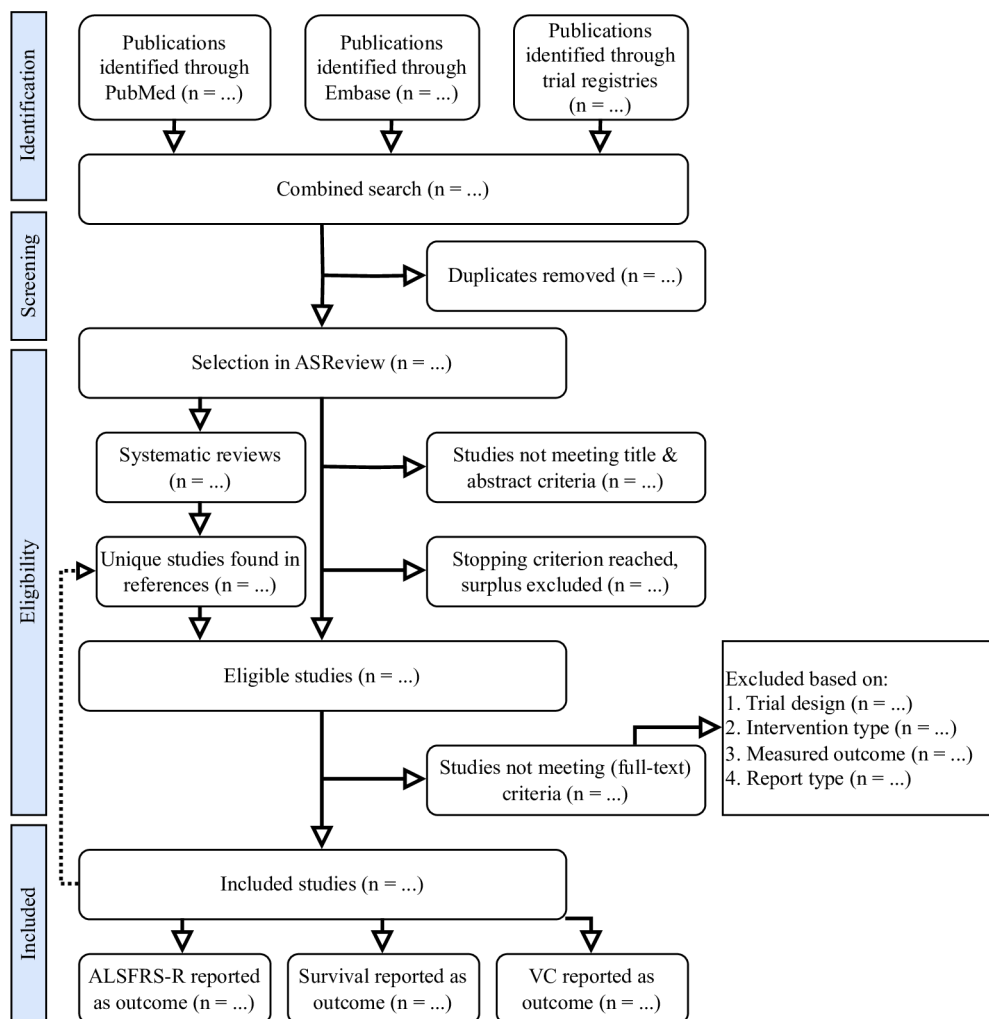 Identification
Publications
identified through
PubMed (n = ...)
Publications
identified through
Embase (n = ...)
Publications
identified through
trial registries
(n = ...)
Combined search (n = ...)
Screening
Duplicates removed (n = ...)
Eligibility
Selection in ASReview (n = ...)
Systematic reviews
(n = ...)
Studies not meeting title &
abstract criteria (n = ...)
Unique studies found in
references (n = ...)
Stopping criterion reached,
surplus excluded (n = ...)
Eligible studies (n = ...)
Studies not meeting (full-text)
criteria (n = ...)
Excluded based on:
1. Trial design (n = ...)
2. Intervention type (n = ...)
3. Measured outcome (n = ...)
4. Report type (n = ...)
Included
Included studies (n = ...)
ALSFRS-R reported
as outcome (n = ...)
Survival reported as
outcome (n = ...)
VC reported as
outcome (n = ...)